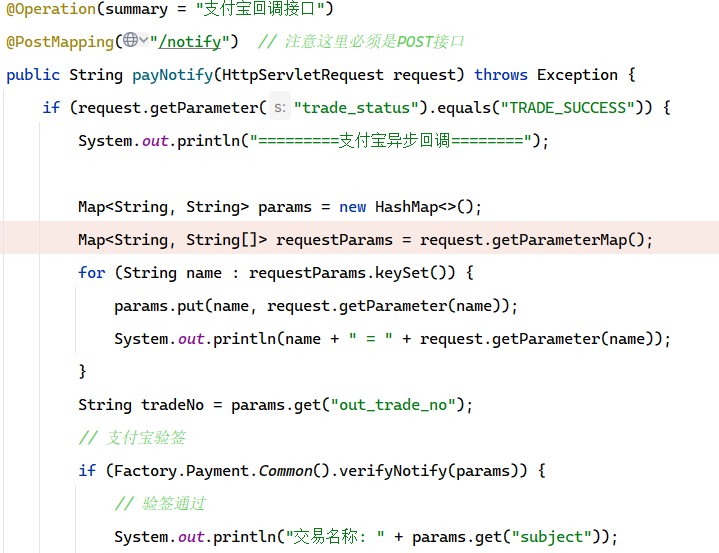 @Operation(summary = "支付宝回调接口")
@PostMapping("/notify") // 注意这里必须是POST接口
public String payNotify(HttpServletRequest request) throws Exception {
if (request.getParameter( s: "trade_status").equals("TRADE_SUCCESS")) {
System.out.println("=========支付宝异步回调========");
Map<String, String> params = new HashMap<>();
Map<String, String[]> requestParams = request.getParameterMap();
for (String name : requestParams.keySet()) {
params.put(name, request.getParameter(name));
System.out.println(name + " = " + request.getParameter(name));
}
String tradeNo = params.get("out_trade_no");
// 支付宝验签
if (Factory.Payment.Common().verifyNotify(params)) {
// 验签通过
System.out.println("交易名称: " + params.get("subject"));